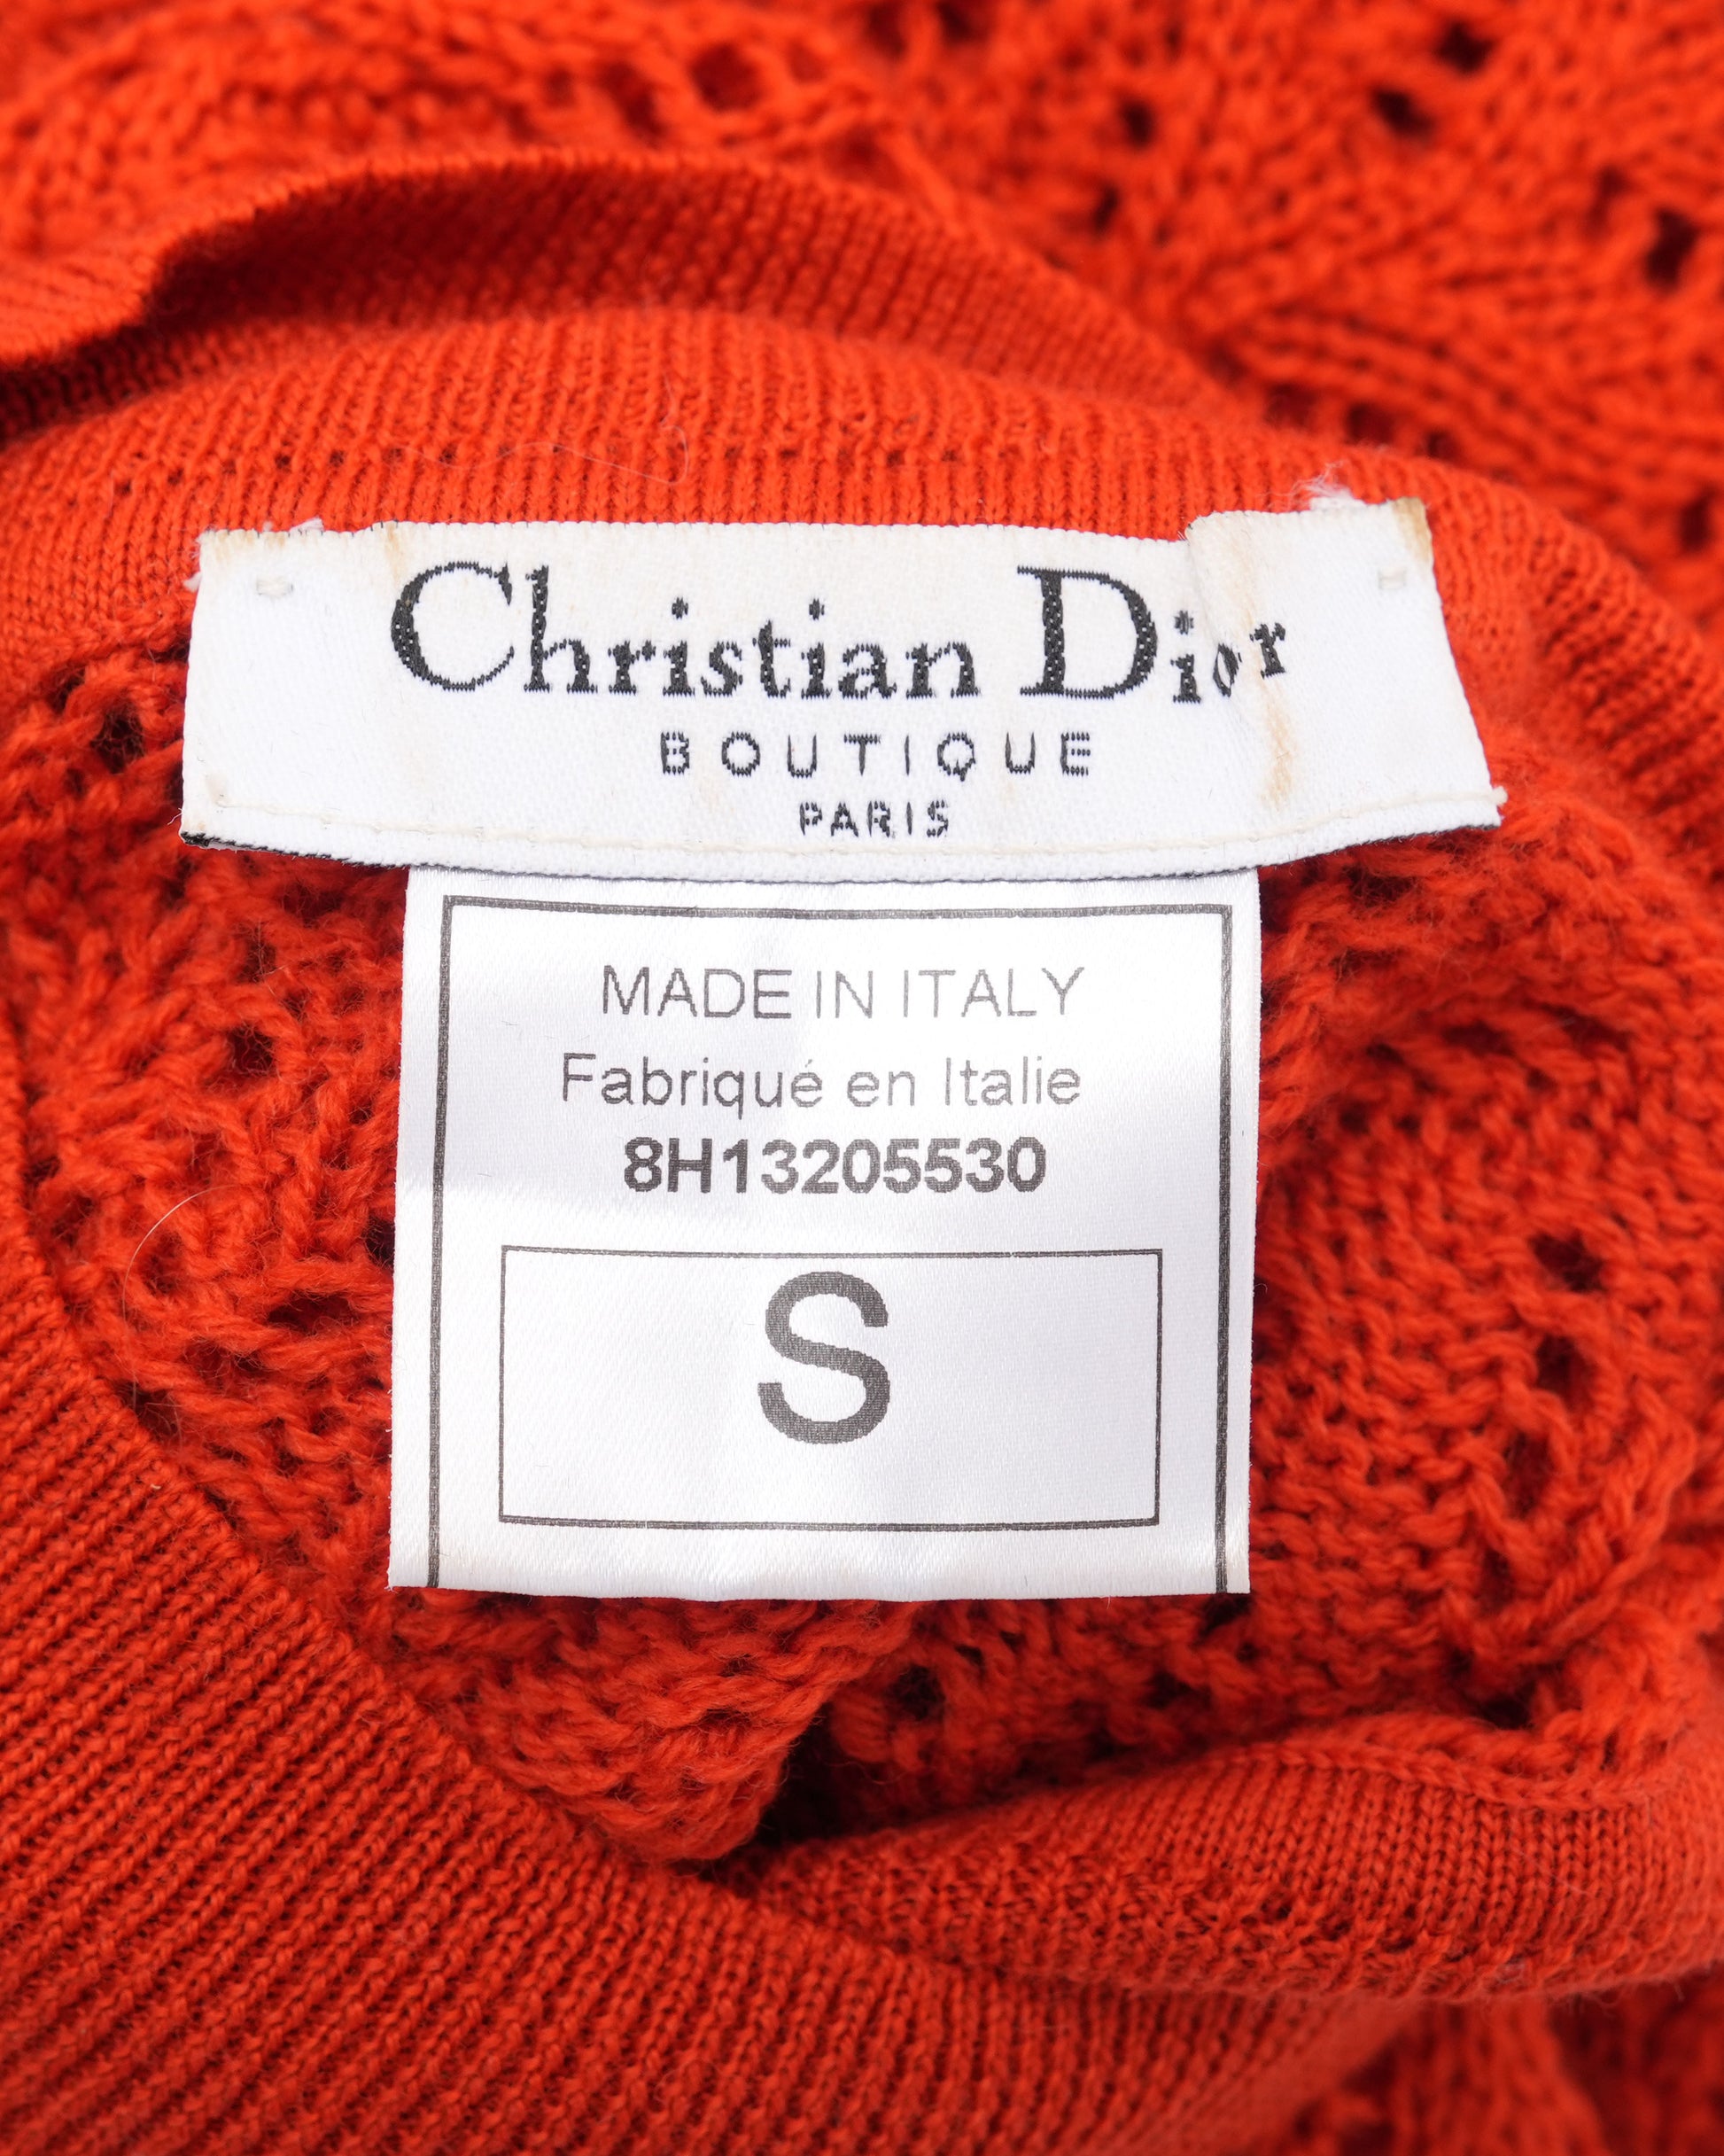 Christian Dior
BOUTIQUE
PARIS
MADE IN ITALY
Fabriqué en Italie
8H13205530
S